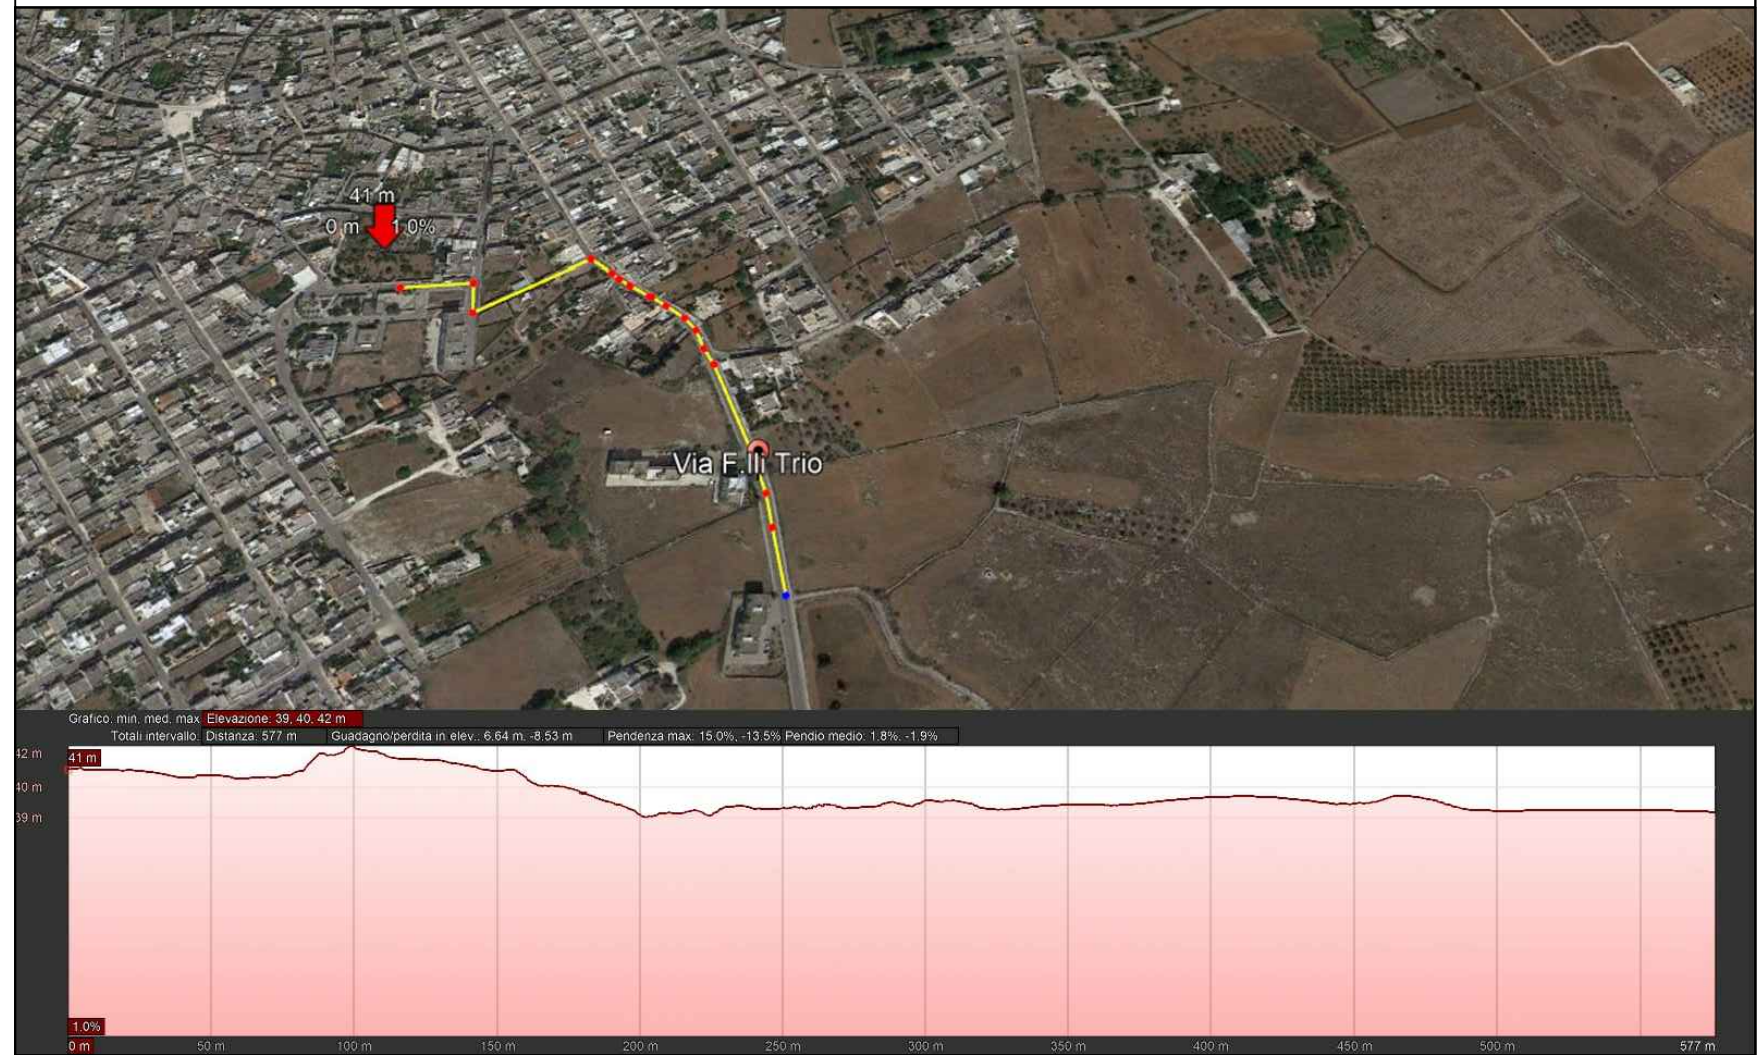 41 m
0 m 1.0%
Via F.lli Trio
Grafico: min, med, max Elevazione: 39, 40, 42 m
Totali intervallo: Distanza: 577 m Guadagno/perdita in elev.: 6.64 m, -8.53 m Pendenza max: 15.0%, -13.5% Pendio medio: 1.8%, -1.9%
42 m
41 m
40 m
39 m
1.0%
0 m 50 m 100 m 150 m 200 m 250 m 300 m 350 m 400 m 450 m 500 m 577 m